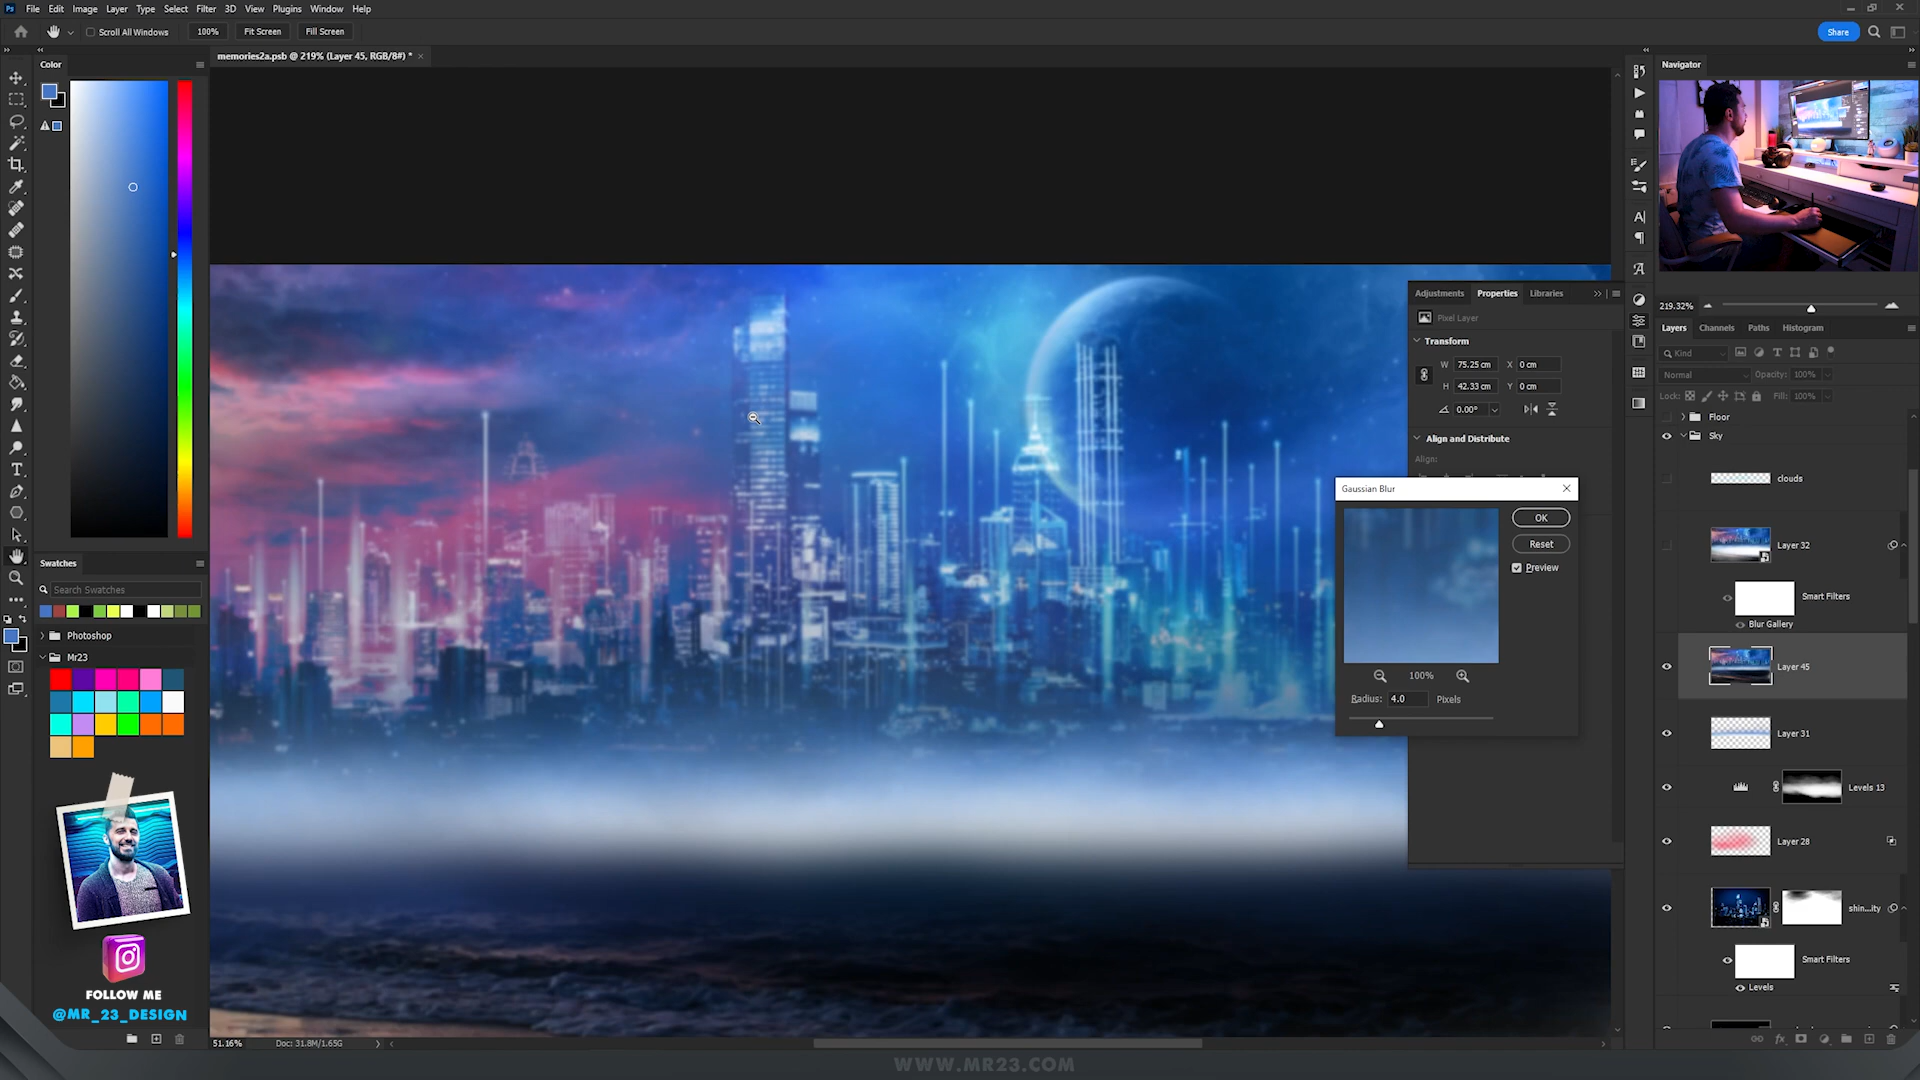 Ps File Edit Image Layer Type Select Filter 3D View Plugins Window Help
Scroll All Windows 100% Fit Screen Fill Screen Share
memories2a.psb @ 219% (Layer 45, RGB/8#) *
Color
Swatches
Search Swatches
Photoshop
Mr23
FOLLOW ME
@MR_23_DESIGN
51.16% Doc: 31.8M/1.65G
WWW.MR23.COM
Adjustments Properties Libraries
Pixel Layer
Transform
W 75.25 cm X 0 cm
H 42.33 cm Y 0 cm
0.00°
Align and Distribute
Align:
Gaussian Blur
OK
Reset
Preview
100%
Radius: 4.0 Pixels
Navigator
219.32%
Layers Channels Paths Histogram
Kind
Normal Opacity: 100%
Lock: Fill: 100%
Floor
Sky
clouds
Layer 32
Smart Filters
Blur Gallery
Layer 45
Layer 31
Levels 13
Layer 28
shin...ity
Smart Filters
Levels